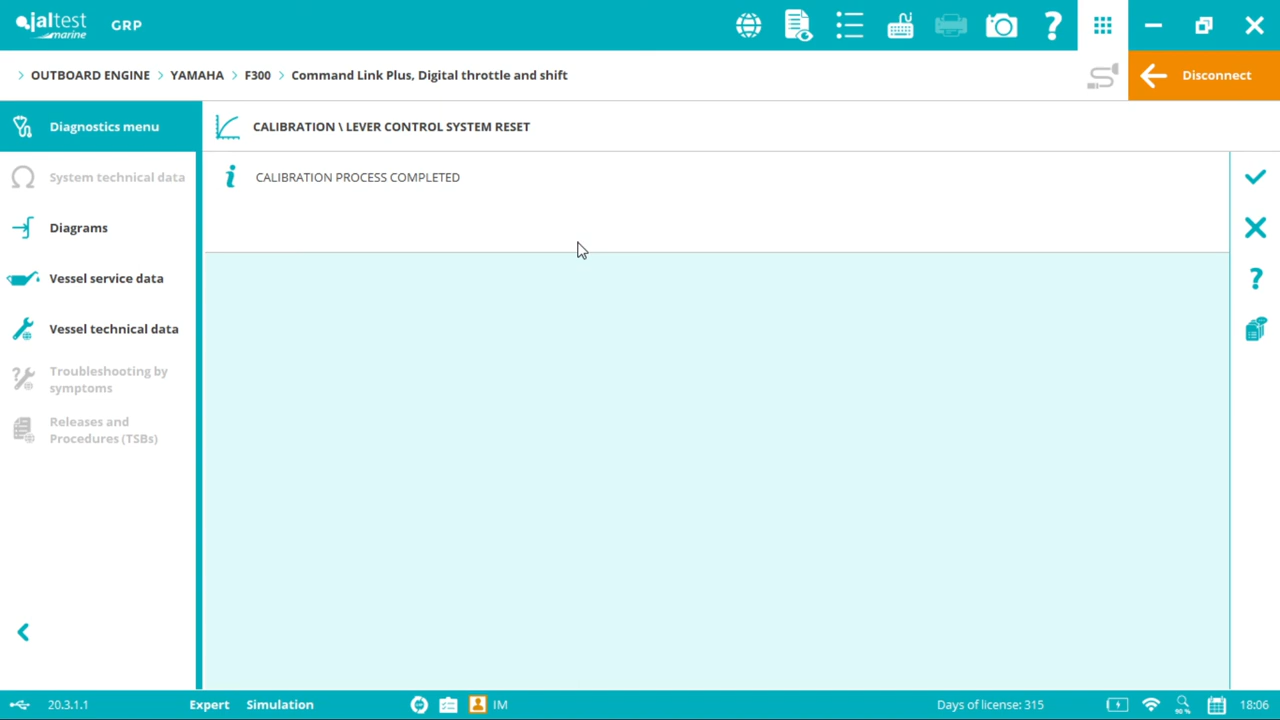 jaltest
marine
GRP
OUTBOARD ENGINE > YAMAHA > F300 > Command Link Plus, Digital throttle and shift
Disconnect
Diagnostics menu
CALIBRATION \ LEVER CONTROL SYSTEM RESET
System technical data
CALIBRATION PROCESS COMPLETED
Diagrams
Vessel service data
Vessel technical data
Troubleshooting by
symptoms
Releases and
Procedures (TSBs)
20.3.1.1
Expert
Simulation
IM
Days of license: 315
90 %
18:06